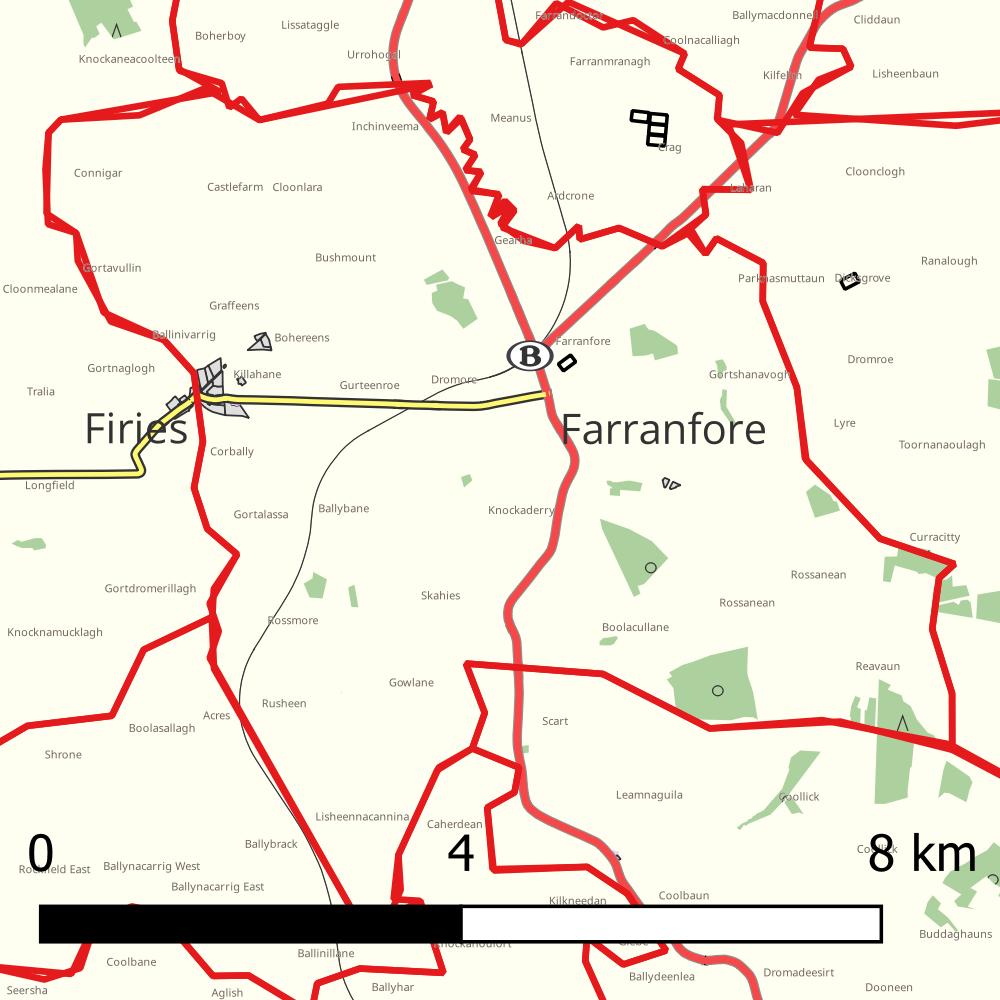 Farrandoctor
Ballymacdonnell
Cliddaun
Lissataggle
Boherboy
Coolnacalliagh
Knockaneacoolteen
Urrohogal
Farranmranagh
Kilfelim
Lisheenbaun
Inchinveema
Meanus
Crag
Connigar
Castlefarm
Cloonlara
Ardcrone
Laharan
Cloonclogh
Gearha
Bushmount
Gortavullin
Cloonmealane
Parknasmuttaun
Dicksgrove
Ranalough
Graffeens
Ballinivarrig
Bohereens
Farranfore
B
Gortnaglogh
Killahane
Gurteenroe
Dromore
Gortshanavogh
Dromroe
Tralia
Firies
Farranfore
Lyre
Toornanaoulagh
Corbally
Longfield
Gortalassa
Ballybane
Knockaderry
Curracitty
Gortdromerillagh
Skahies
Rossanean
Rossanean
Knocknamucklagh
Rossmore
Boolacullane
Reavaun
Gowlane
Rusheen
Acres
Boolasallagh
Scart
Shrone
Leamnaguila
Coollick
Lisheennacannina
Caherdean
Ballybrack
0
4
8 km
Coollick
Rockfield East
Ballynacarrig West
Ballynacarrig East
Kilkneedan
Coolbaun
Buddaghauns
Knockanoulort
Glebe
Ballinillane
Coolbane
Ballydeenlea
Dromadeesirt
Seersha
Aglish
Ballyhar
Dooneen